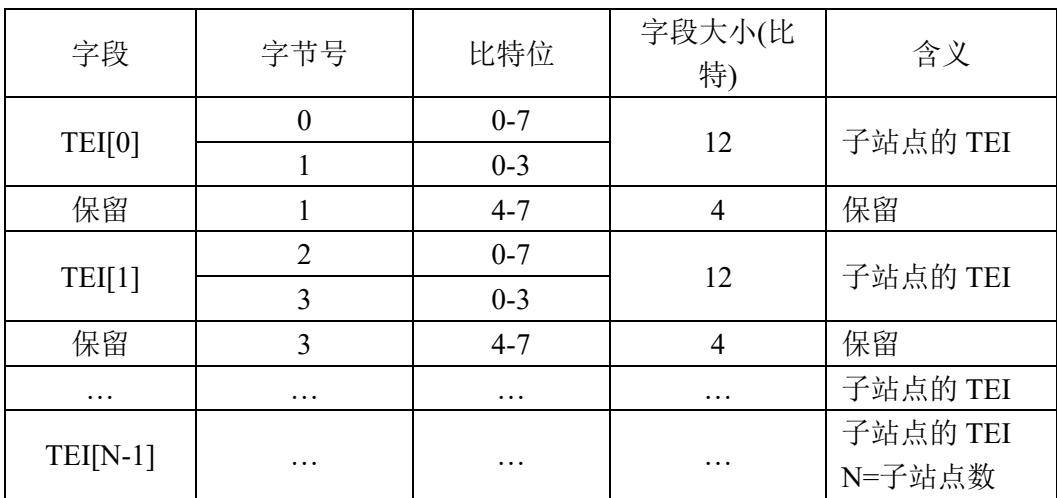 字段 字节号 比特位 字段大小(比
特) 含义
TEI[0] 0 0-7 12 子站点的 TEI
1 0-3
保留 1 4-7 4 保留
TEI[1] 2 0-7 12 子站点的 TEI
3 0-3
保留 3 4-7 4 保留
… … … … 子站点的 TEI
TEI[N-1] … … … 子站点的 TEI
N=子站点数